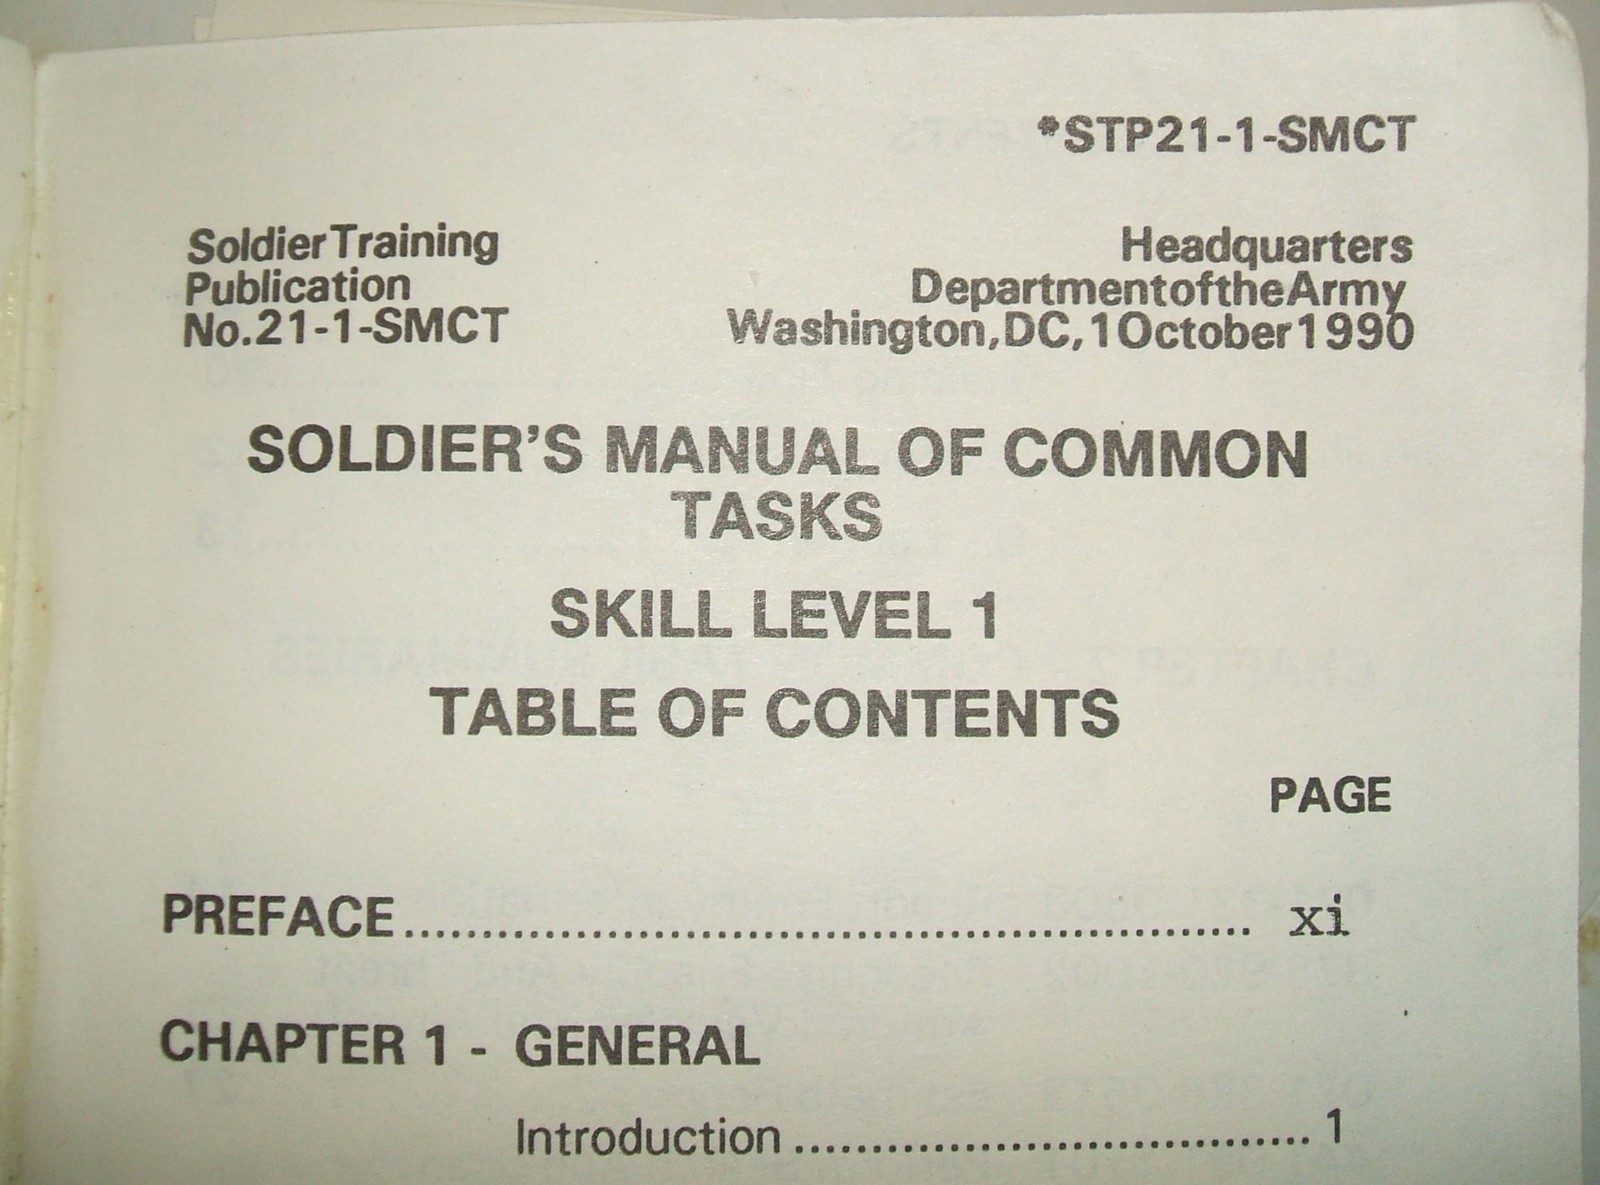 *STP21-1-SMCT
Soldier Training
Publication
No. 21-1-SMCT
Headquarters
Department of the Army
Washington, DC, 1 October 1990
SOLDIER'S MANUAL OF COMMON
TASKS
SKILL LEVEL 1
TABLE OF CONTENTS
PAGE
PREFACE........................................................ xi
CHAPTER 1 - GENERAL
Introduction .................................. 1